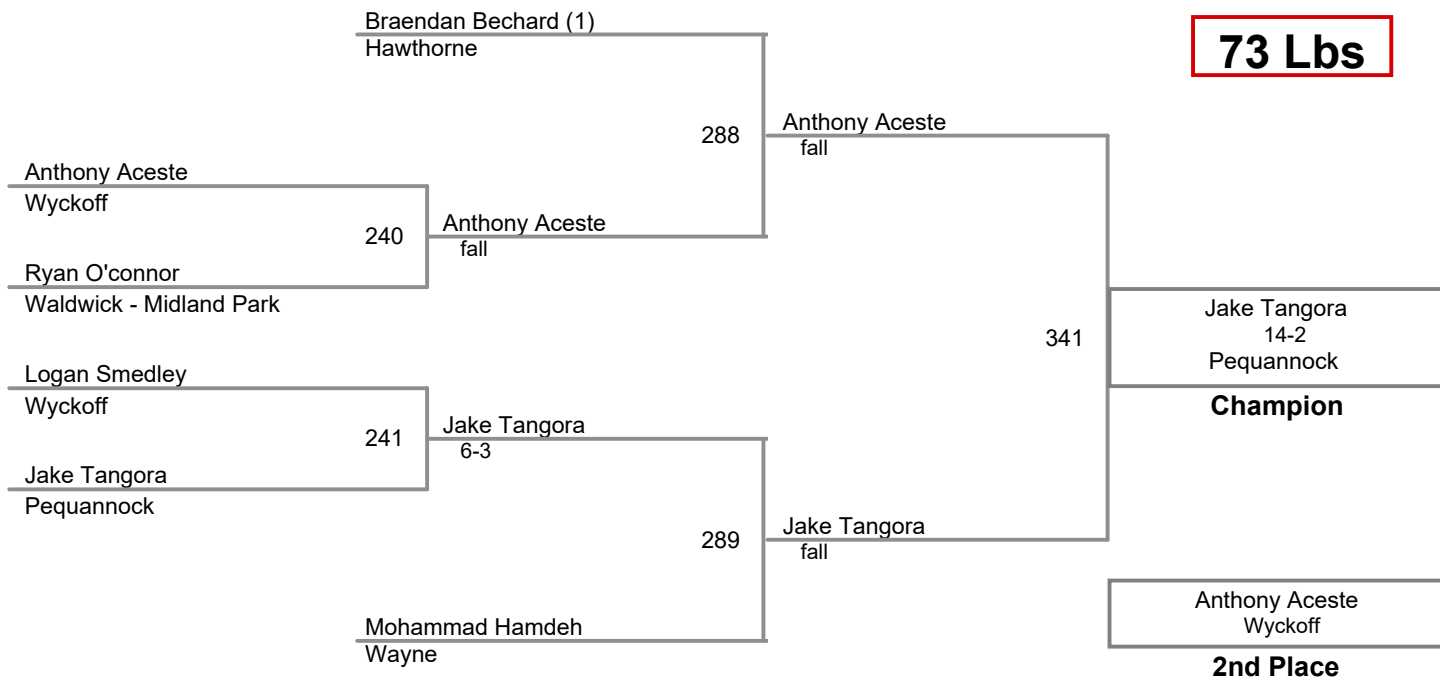 Braendan Bechard (1)
Hawthorne
73 Lbs
288
Anthony Aceste
fall
Anthony Aceste
Wyckoff
240
Anthony Aceste
fall
Ryan O'connor
Waldwick - Midland Park
341
Jake Tangora
14-2
Pequannock
Champion
Logan Smedley
Wyckoff
241
Jake Tangora
6-3
Jake Tangora
Pequannock
289
Jake Tangora
fall
Mohammad Hamdeh
Wayne
Anthony Aceste
Wyckoff
2nd Place